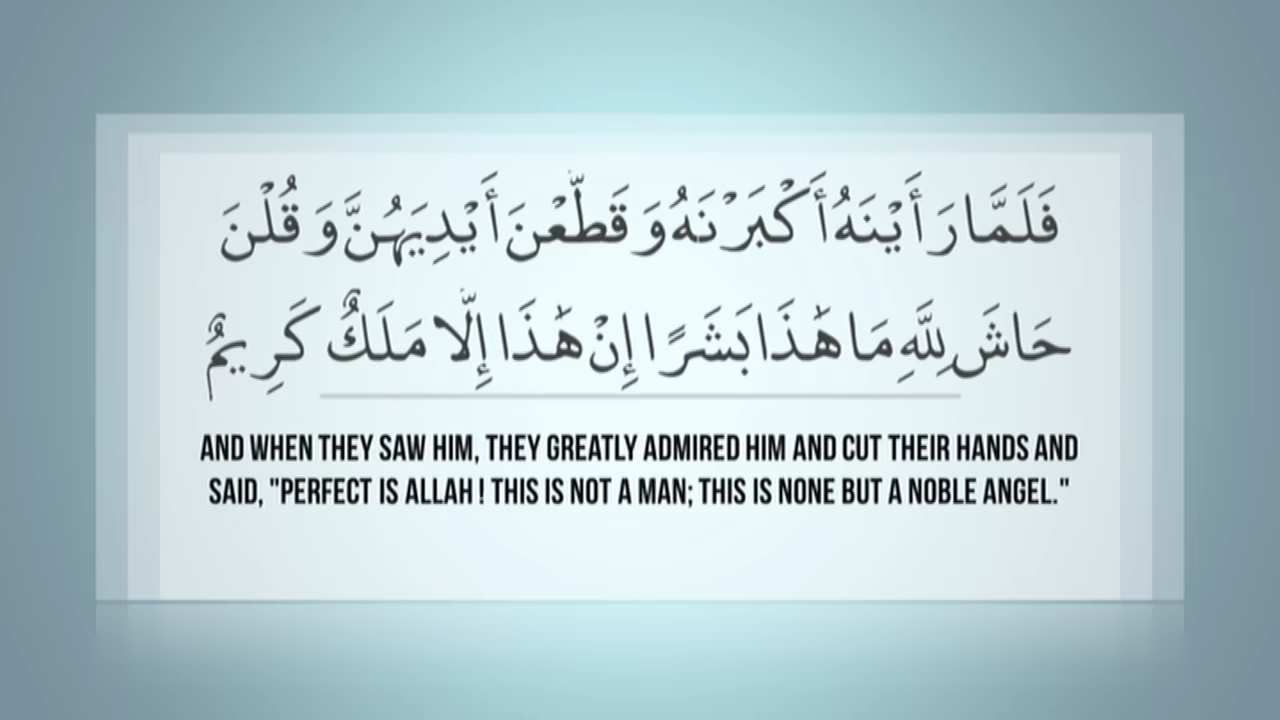 فَلَمَّا رَأَيْنَهُ أَكْبَرْنَهُ وَقَطَّعْنَ أَيْدِيَهُنَّ وَقُلْنَ
حَاشَ لِلَّهِ مَا هَٰذَا بَشَرًا إِنْ هَٰذَا إِلَّا مَلَكٌ كَرِيمٌ
AND WHEN THEY SAW HIM, THEY GREATLY ADMIRED HIM AND CUT THEIR HANDS AND
SAID, "PERFECT IS ALLAH! THIS IS NOT A MAN; THIS IS NONE BUT A NOBLE ANGEL."